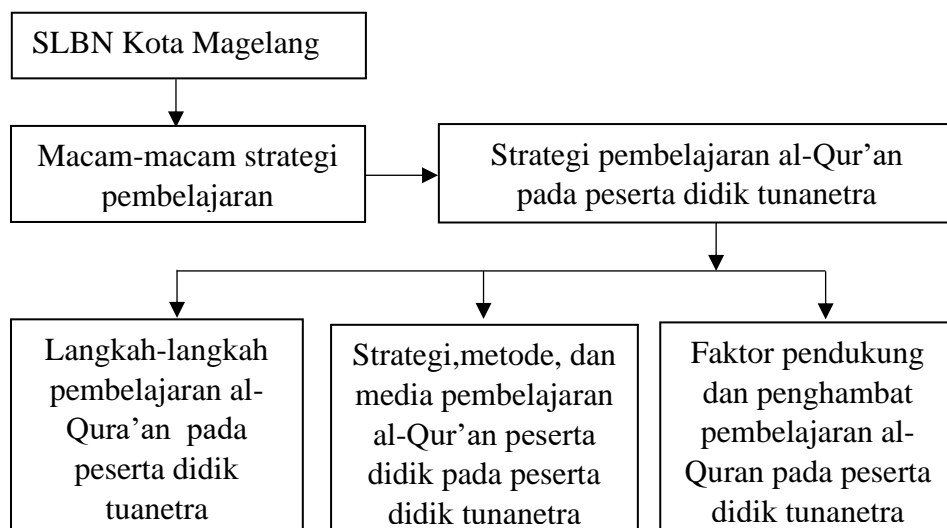 SLBN Kota Magelang
Macam-macam strategi
pembelajaran
Strategi pembelajaran al-Qur'an
pada peserta didik tunanetra
Langkah-langkah
pembelajaran al-
Qura'an pada
peserta didik
tuanetra
Strategi,metode, dan
media pembelajaran
al-Qur'an peserta
didik pada peserta
didik tunanetra
Faktor pendukung
dan penghambat
pembelajaran al-
Quran pada peserta
didik tunanetra